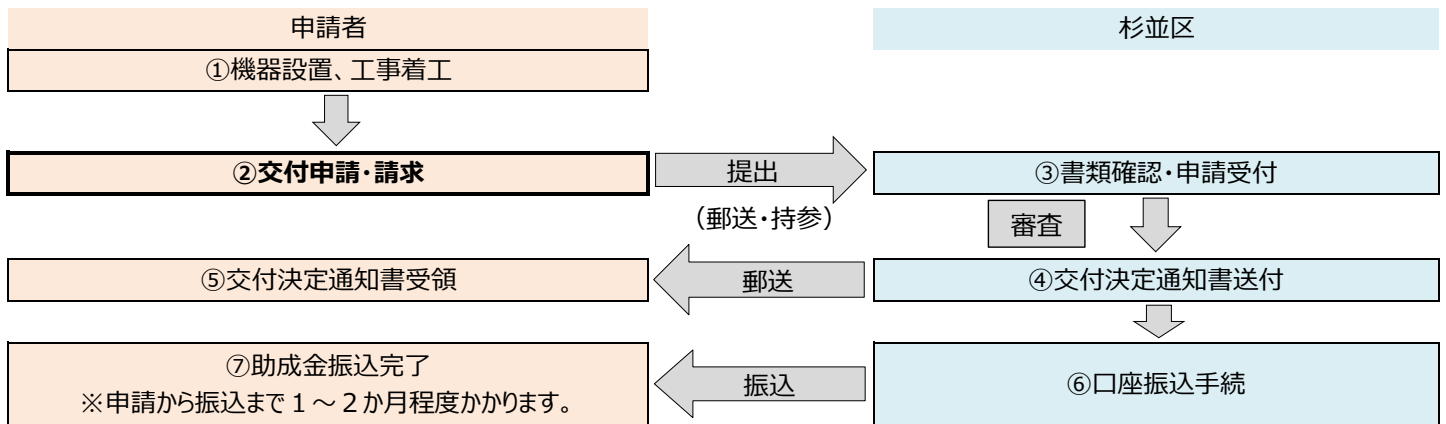 申請者
杉並区
①機器設置、工事着工
②交付申請・請求
提出
(郵送・持参)
③書類確認・申請受付
審査
⑤交付決定通知書受領
郵送
④交付決定通知書送付
⑦助成金振込完了
※申請から振込まで1~2か月程度かかります。
振込
⑥口座振込手続